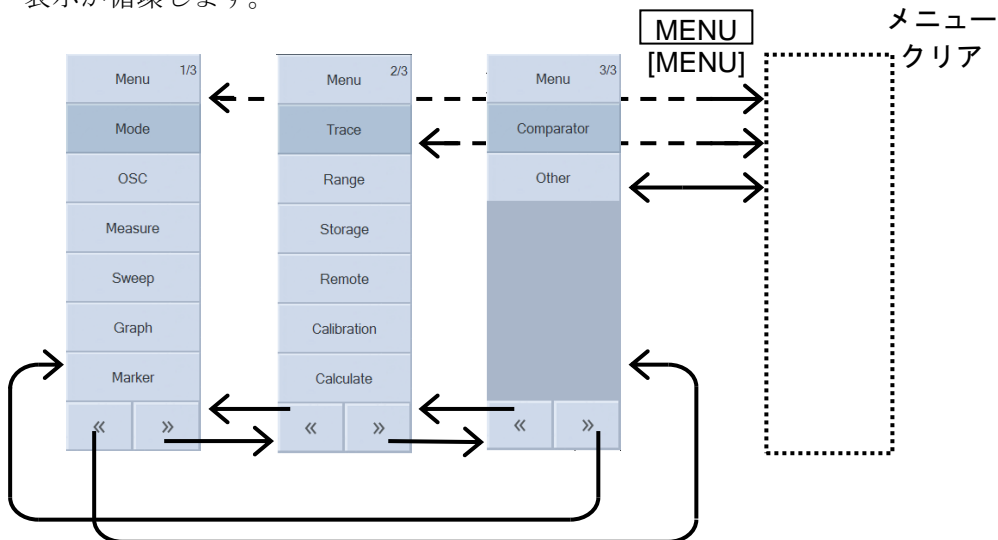 表示が循環します。
MENU
[MENU]
メニュー
クリア
Menu 1/3
Mode
OSC
Measure
Sweep
Graph
Marker
« »
Menu 2/3
Trace
Range
Storage
Remote
Calibration
Calculate
« »
Menu 3/3
Comparator
Other
« »